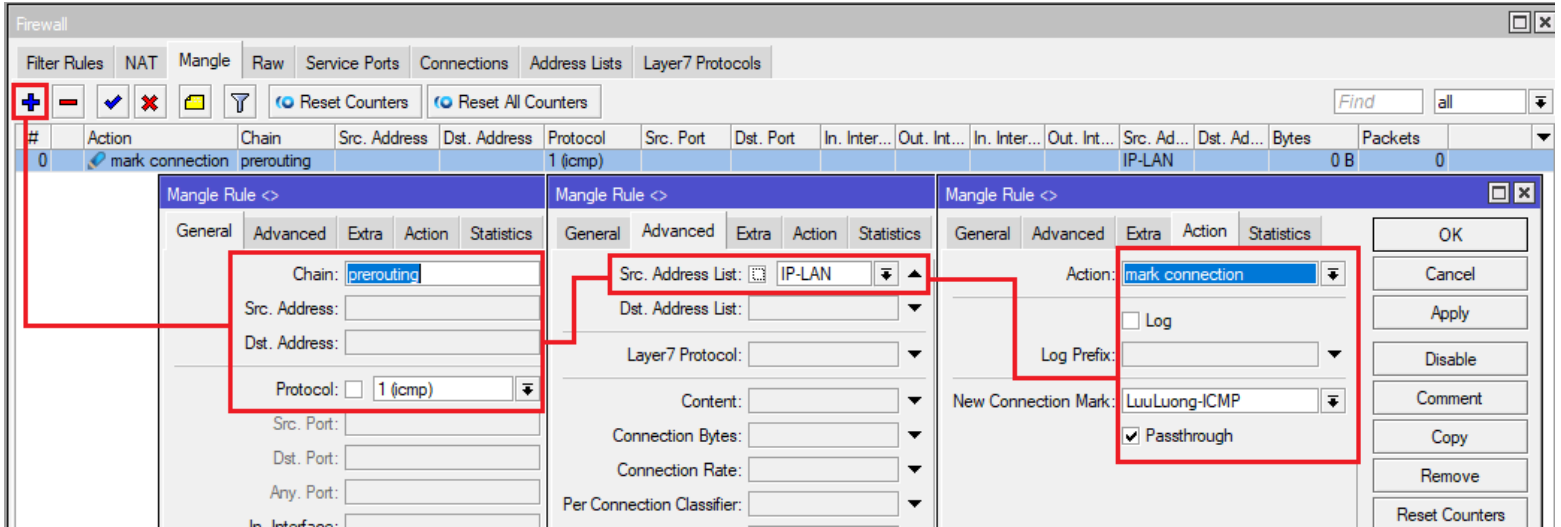 Firewall
Filter Rules NAT Mangle Raw Service Ports Connections Address Lists Layer7 Protocols
Reset Counters Reset All Counters Find all
# Action Chain Src. Address Dst. Address Protocol Src. Port Dst. Port In. Inter... Out. Int... In. Inter... Out. Int... Src. Ad... Dst. Ad... Bytes Packets
0 mark connection prerouting 1 (icmp) IP-LAN 0 B 0
Mangle Rule <>
General Advanced Extra Action Statistics
Chain: prerouting
Src. Address:
Dst. Address:
Protocol: 1 (icmp)
Src. Port:
Dst. Port:
Any. Port:
In. Interface:
Mangle Rule <>
General Advanced Extra Action Statistics
Src. Address List: IP-LAN
Dst. Address List:
Layer7 Protocol:
Content:
Connection Bytes:
Connection Rate:
Per Connection Classifier:
Mangle Rule <>
General Advanced Extra Action Statistics
Action: mark connection
Log
Log Prefix:
New Connection Mark: LuuLuong-ICMP
Passthrough
OK
Cancel
Apply
Disable
Comment
Copy
Remove
Reset Counters